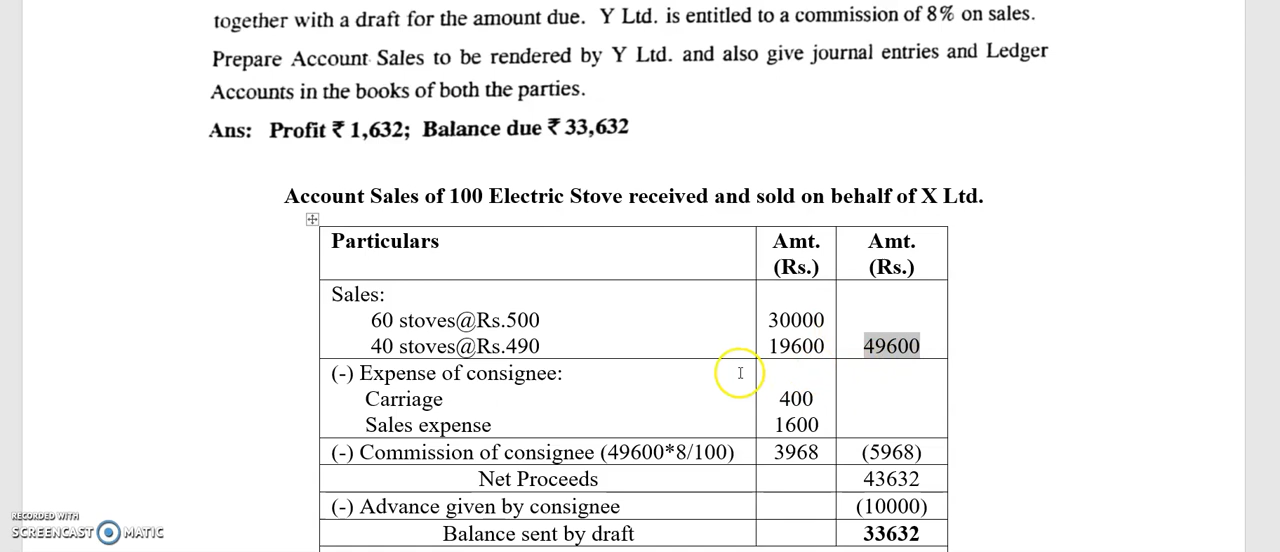 together with a draft for the amount due. Y Ltd. is entitled to a commission of 8% on sales.
Prepare Account Sales to be rendered by Y Ltd. and also give journal entries and Ledger
Accounts in the books of both the parties.
Ans: Profit ₹ 1,632; Balance due ₹ 33,632
Account Sales of 100 Electric Stove received and sold on behalf of X Ltd.
Particulars Amt. (Rs.) Amt. (Rs.)
Sales:
60 stoves@Rs.500 30000
40 stoves@Rs.490 19600 49600
(-) Expense of consignee:
Carriage 400
Sales expense 1600
(-) Commission of consignee (49600*8/100) 3968 (5968)
Net Proceeds 43632
(-) Advance given by consignee (10000)
Balance sent by draft 33632
RECORDED WITH
SCREENCAST MATIC